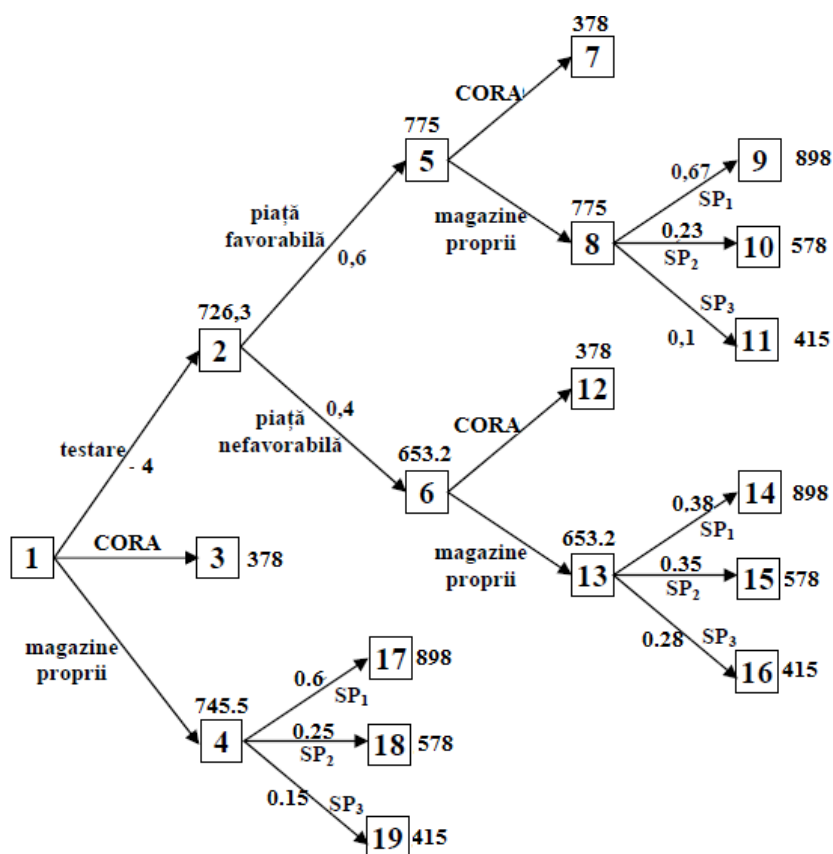 378
7
CORA
775
5
9 898
0,67
SP₁
piață
favorabilă
magazine
proprii
775
8
0.23
SP₂
10 578
0,6
SP₃
726,3
2
0,1
11 415
378
12
piață
nefavorabilă
0,4
CORA
testare
- 4
653.2
6
14 898
0,38
SP₁
CORA
653.2
1
3 378
magazine
proprii
13
0.35
SP₂
15 578
magazine
proprii
17 898
0.28
SP₃
16 415
0.6
SP₁
745.5
4
0.25
SP₂
18 578
0.15
SP₃
19 415